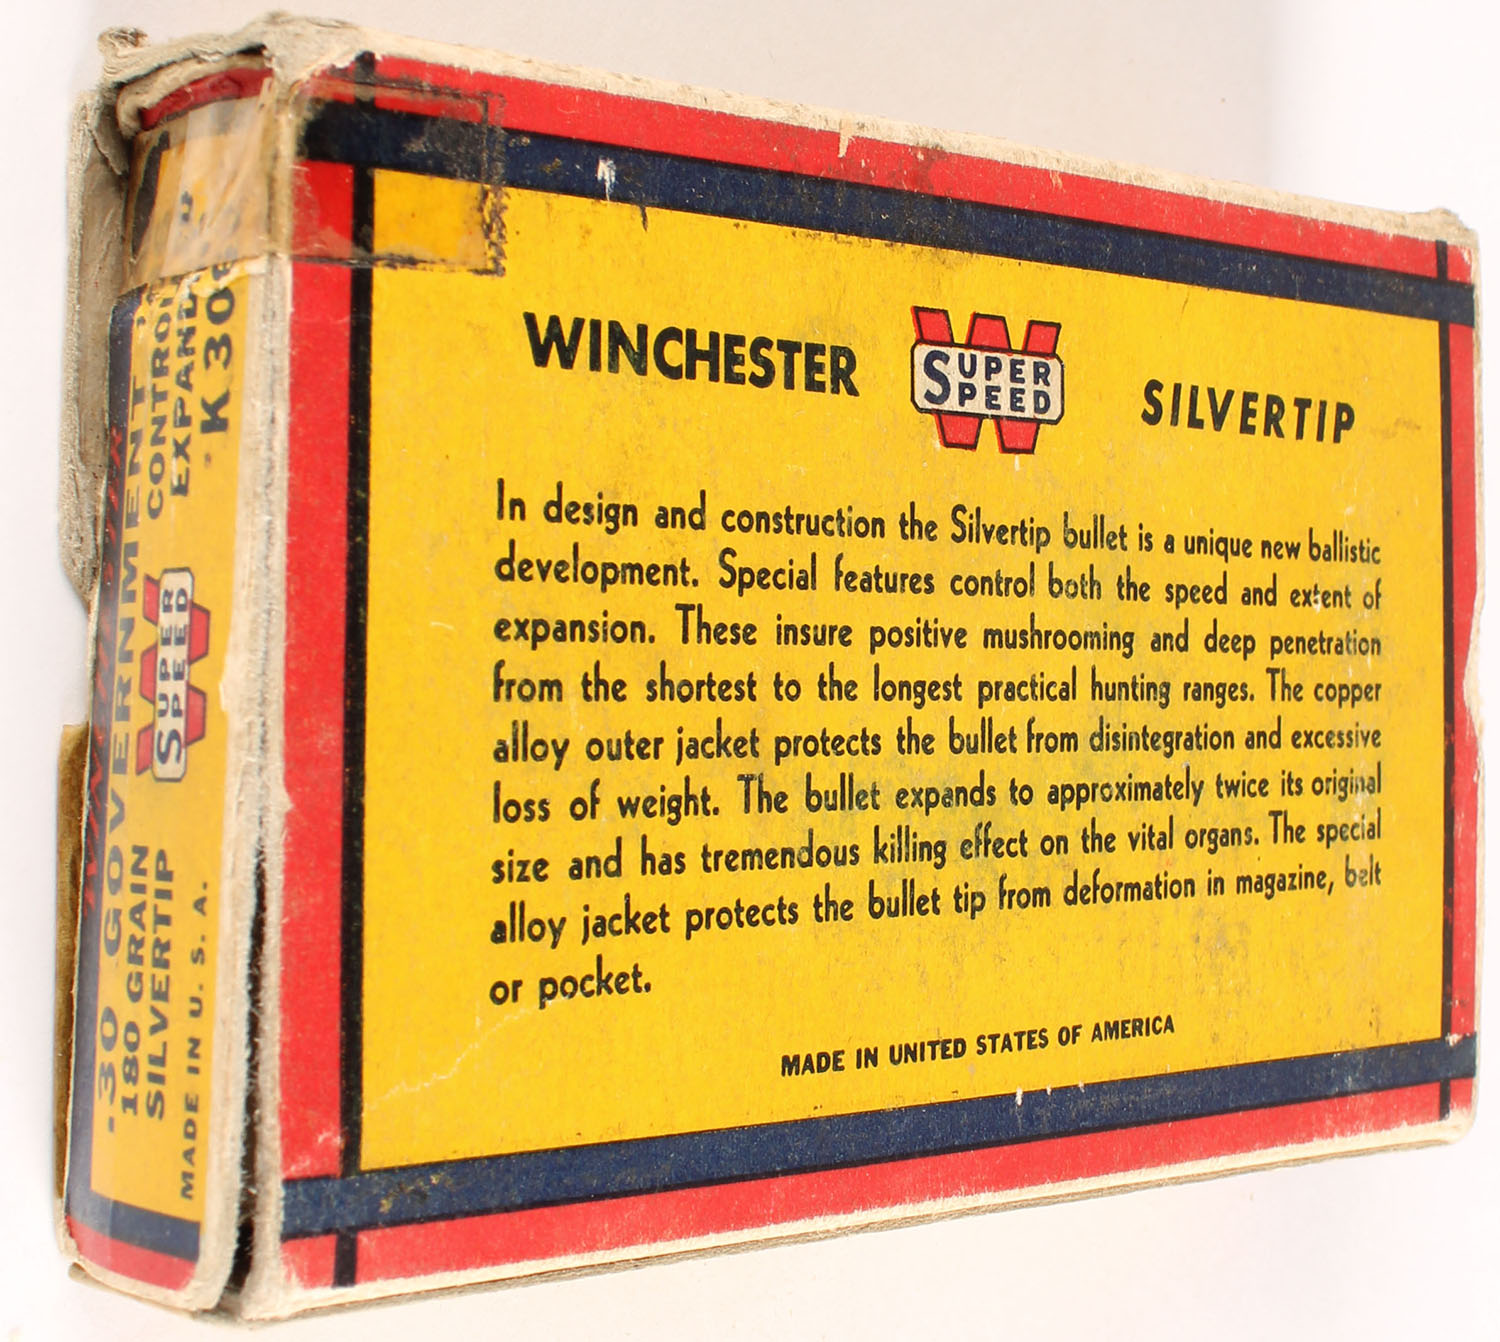 WINCHESTER
W
SUPER
SPEED
SILVERTIP
In design and construction the Silvertip bullet is a unique new ballistic
development. Special features control both the speed and extent of
expansion. These insure positive mushrooming and deep penetration
from the shortest to the longest practical hunting ranges. The copper
alloy outer jacket protects the bullet from disintegration and excessive
loss of weight. The bullet expands to approximately twice its original
size and has tremendous killing effect on the vital organs. The special
alloy jacket protects the bullet tip from deformation in magazine, belt
or pocket.
MADE IN UNITED STATES OF AMERICA
.30 GOVERNMENT
180 GRAIN
SILVERTIP
MADE IN U. S. A.
W
SUPER
SPEED